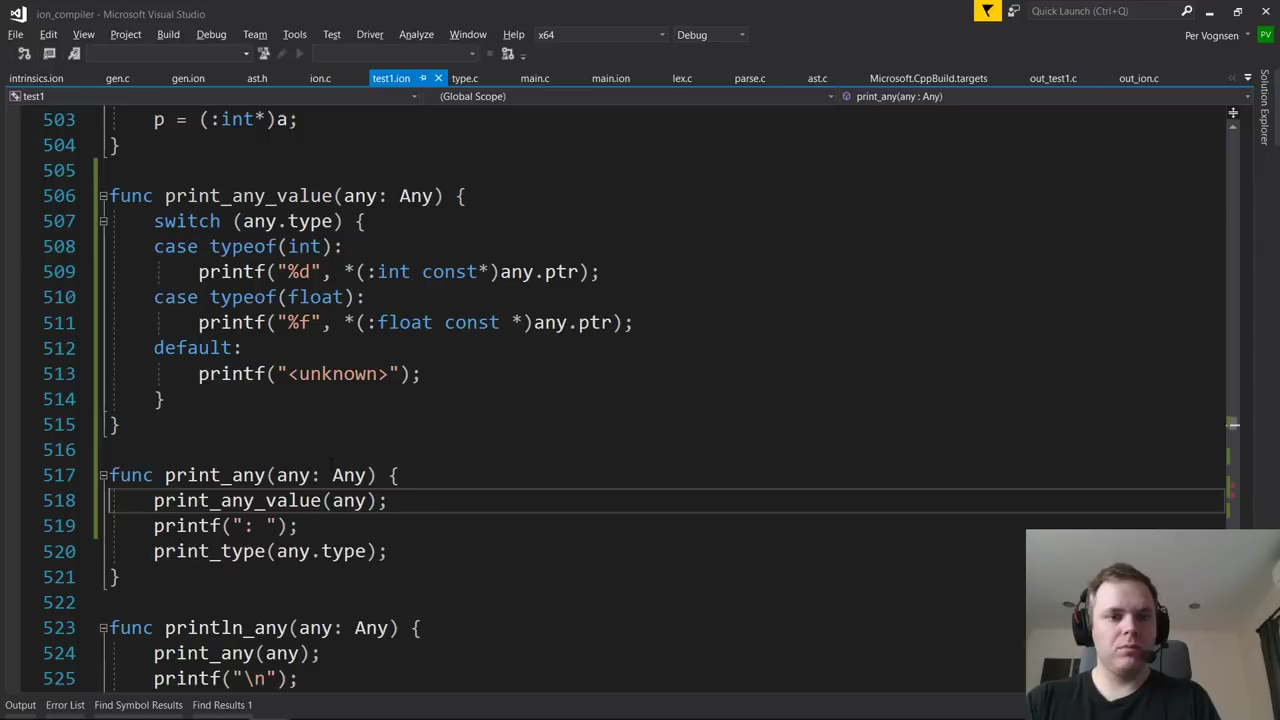 ion_compiler - Microsoft Visual Studio
Quick Launch (Ctrl+Q)
File Edit View Project Build Debug Team Tools Test Driver Analyze Window Help x64 Debug Per Vognsen PV
intrinsics.ion gen.c gen.ion ast.h ion.c test1.ion type.c main.c main.ion lex.c parse.c ast.c Microsoft.CppBuild.targets out_test1.c out_ion.c
test1 (Global Scope) print_any(any : Any)
Solution Explorer
503 p = (:int*)a;
504 }
505
506 func print_any_value(any: Any) {
507 switch (any.type) {
508 case typeof(int):
509 printf("%d", *(:int const*)any.ptr);
510 case typeof(float):
511 printf("%f", *(:float const *)any.ptr);
512 default:
513 printf("<unknown>");
514 }
515 }
516
517 func print_any(any: Any) {
518 print_any_value(any);
519 printf(": ");
520 print_type(any.type);
521 }
522
523 func println_any(any: Any) {
524 print_any(any);
525 printf("\n");
Output Error List Find Symbol Results Find Results 1